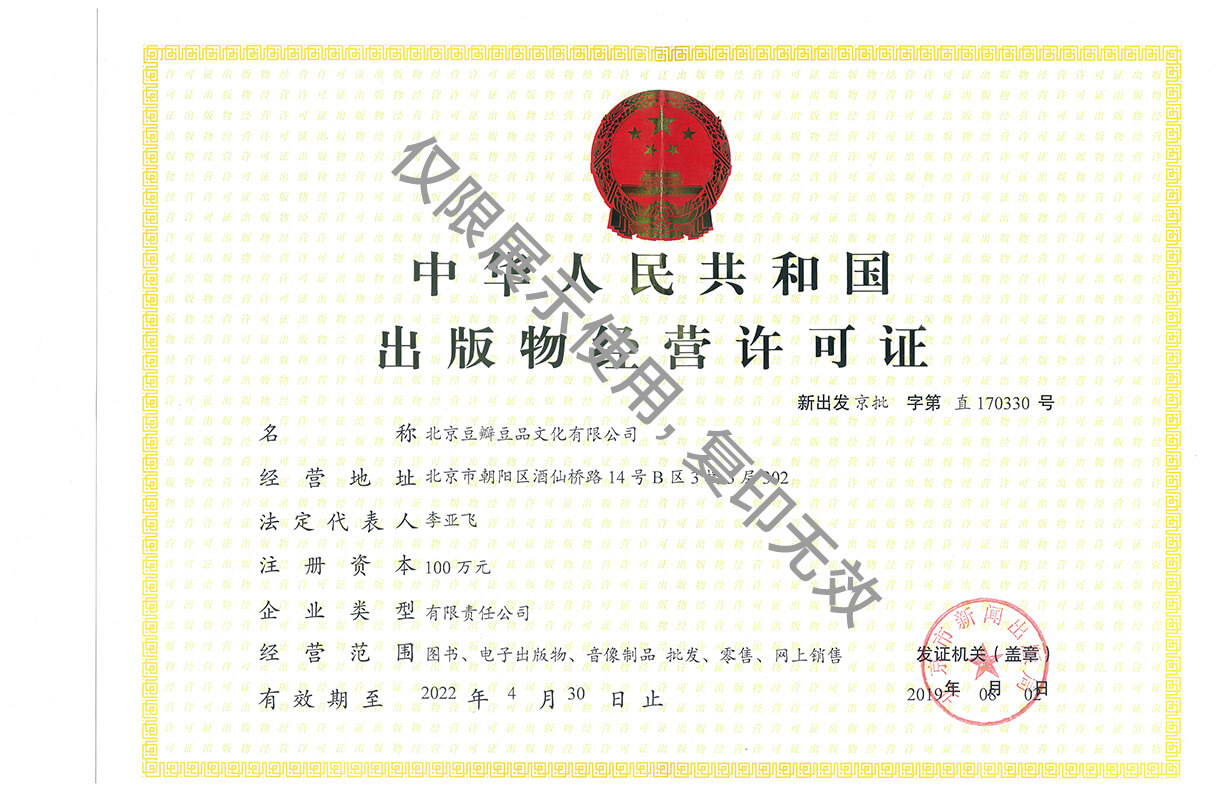 中华人民共和国
出版物经营许可证
新出发京批 字第 直170330 号
名称 北京豆瓣豆品文化有限公司
经营地址 北京市朝阳区酒仙桥路14号B区3 3层302
法定代表人 李亚飞
注册资本 100万元
企业类型 有限责任公司
经营范围 图书、电子出版物、音像制品 批发、零售、网上销售
有效期至 2022 年 4 月 30 日止
发证机关(盖章)
2019年 08月 02日
北京市新闻出 局
仅限展示使用,复印无效